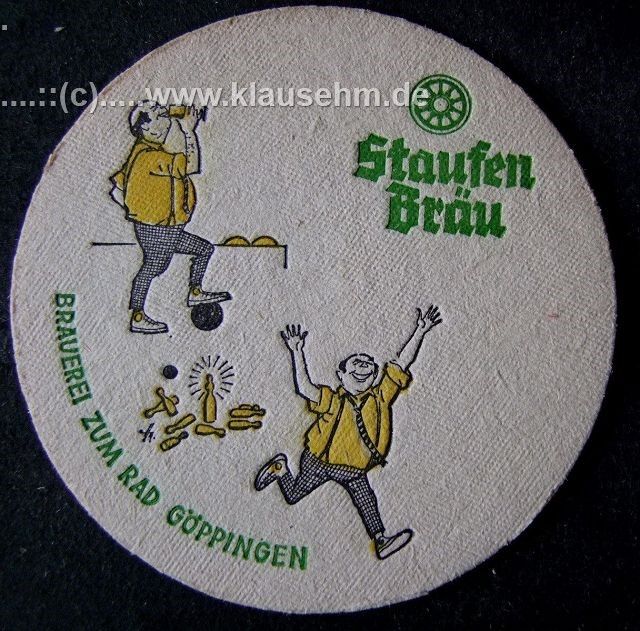 .....::(c).....www.klausehm.de
Staufen
Bräu
BRAUEREI ZUM RAD GÖPPINGEN